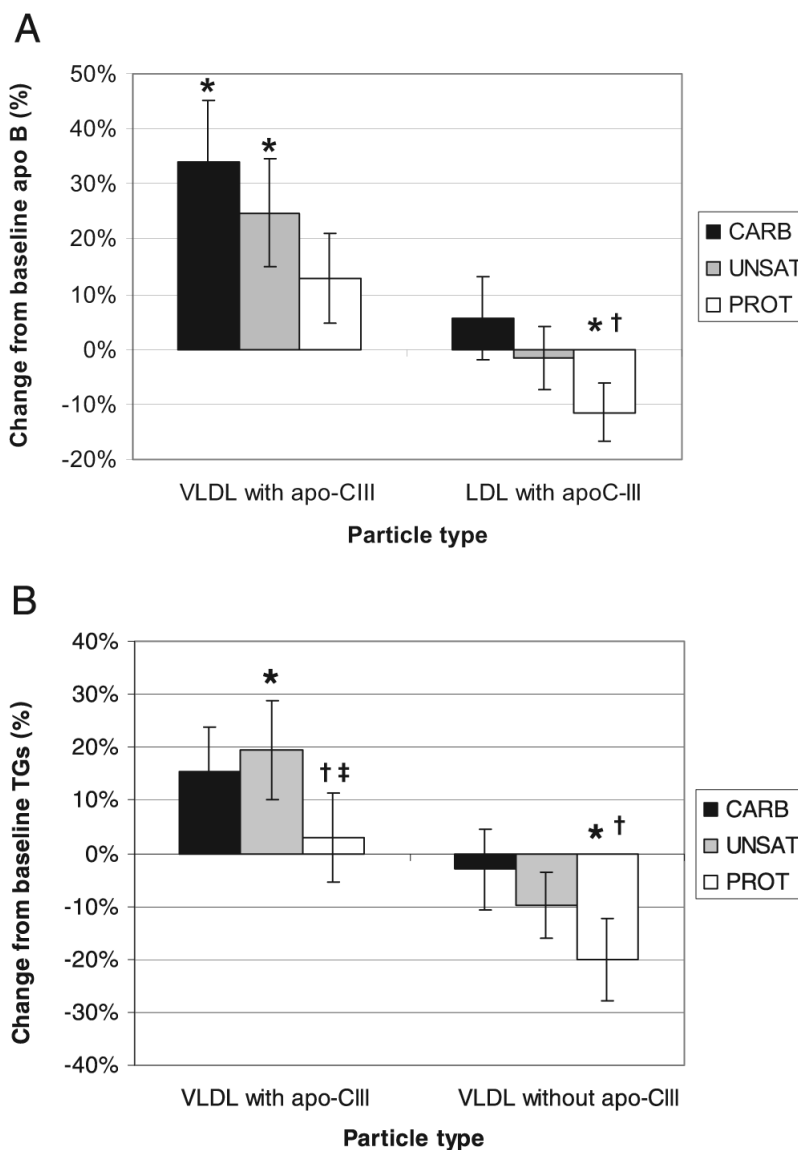 A
Change from baseline apo B (%)
50%
40%
30%
20%
10%
0%
-10%
-20%
*
*
* †
CARB
UNSAT
PROT
VLDL with apo-CIII
LDL with apoC-III
Particle type
B
Change from baseline TGs (%)
40%
30%
20%
10%
0%
-10%
-20%
-30%
-40%
*
† ‡
* †
CARB
UNSAT
PROT
VLDL with apo-CIII
VLDL without apo-CIII
Particle type